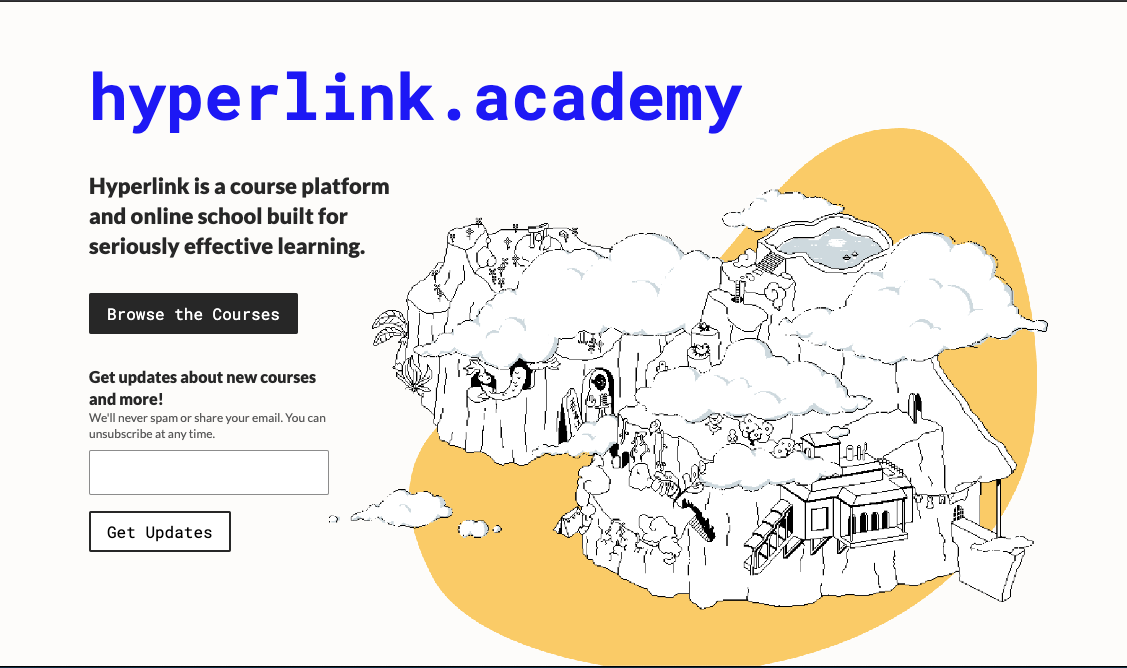 hyperlink.academy
Hyperlink is a course platform
and online school built for
seriously effective learning.
Browse the Courses
Get updates about new courses
and more!
We'll never spam or share your email. You can
unsubscribe at any time.
Get Updates